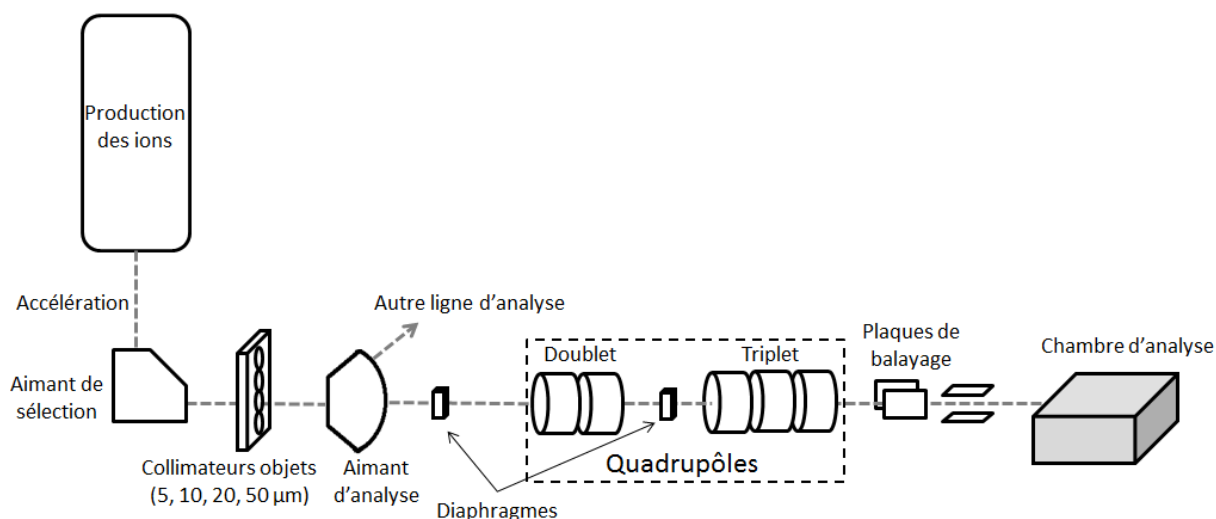 Production
des ions
Accélération
Autre ligne d'analyse
Aimant de
sélection
Collimateurs objets
(5, 10, 20, 50 µm)
Aimant
d'analyse
Diaphragmes
Doublet
Triplet
Quadrupôles
Plaques de
balayage
Chambre d'analyse